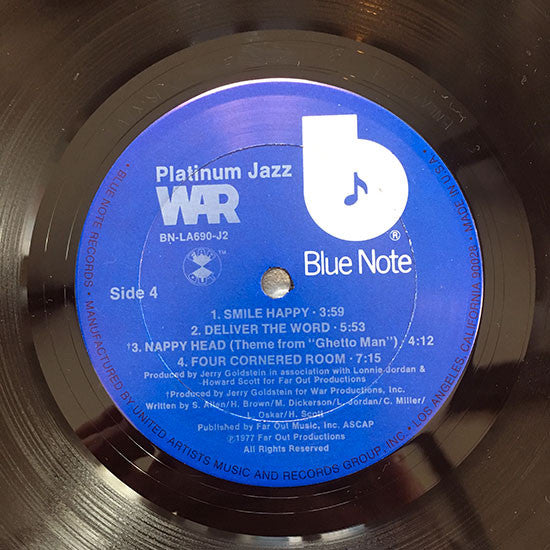 Platinum Jazz
WAR
BN-LA690-J2
b
®
Blue Note
TM
Side 4
1. SMILE HAPPY · 3:59
2. DELIVER THE WORD · 5:53
†3. NAPPY HEAD (Theme from "Ghetto Man") · 4:12
4. FOUR CORNERED ROOM · 7:15
Produced by Jerry Goldstein in association with Lonnie Jordan &
Howard Scott for Far Out Productions
†Produced by Jerry Goldstein for War Productions, Inc.
Written by S. Allen/H. Brown/M. Dickerson/L. Jordan/C. Miller/
L. Oskar/H. Scott
Published by Far Out Music, Inc. ASCAP
℗1977 Far Out Productions
All Rights Reserved
• BLUE NOTE RECORDS • MANUFACTURED BY UNITED ARTISTS MUSIC AND RECORDS GROUP, INC. • LOS ANGELES, CALIFORNIA 90028 • MADE IN U.S.A.